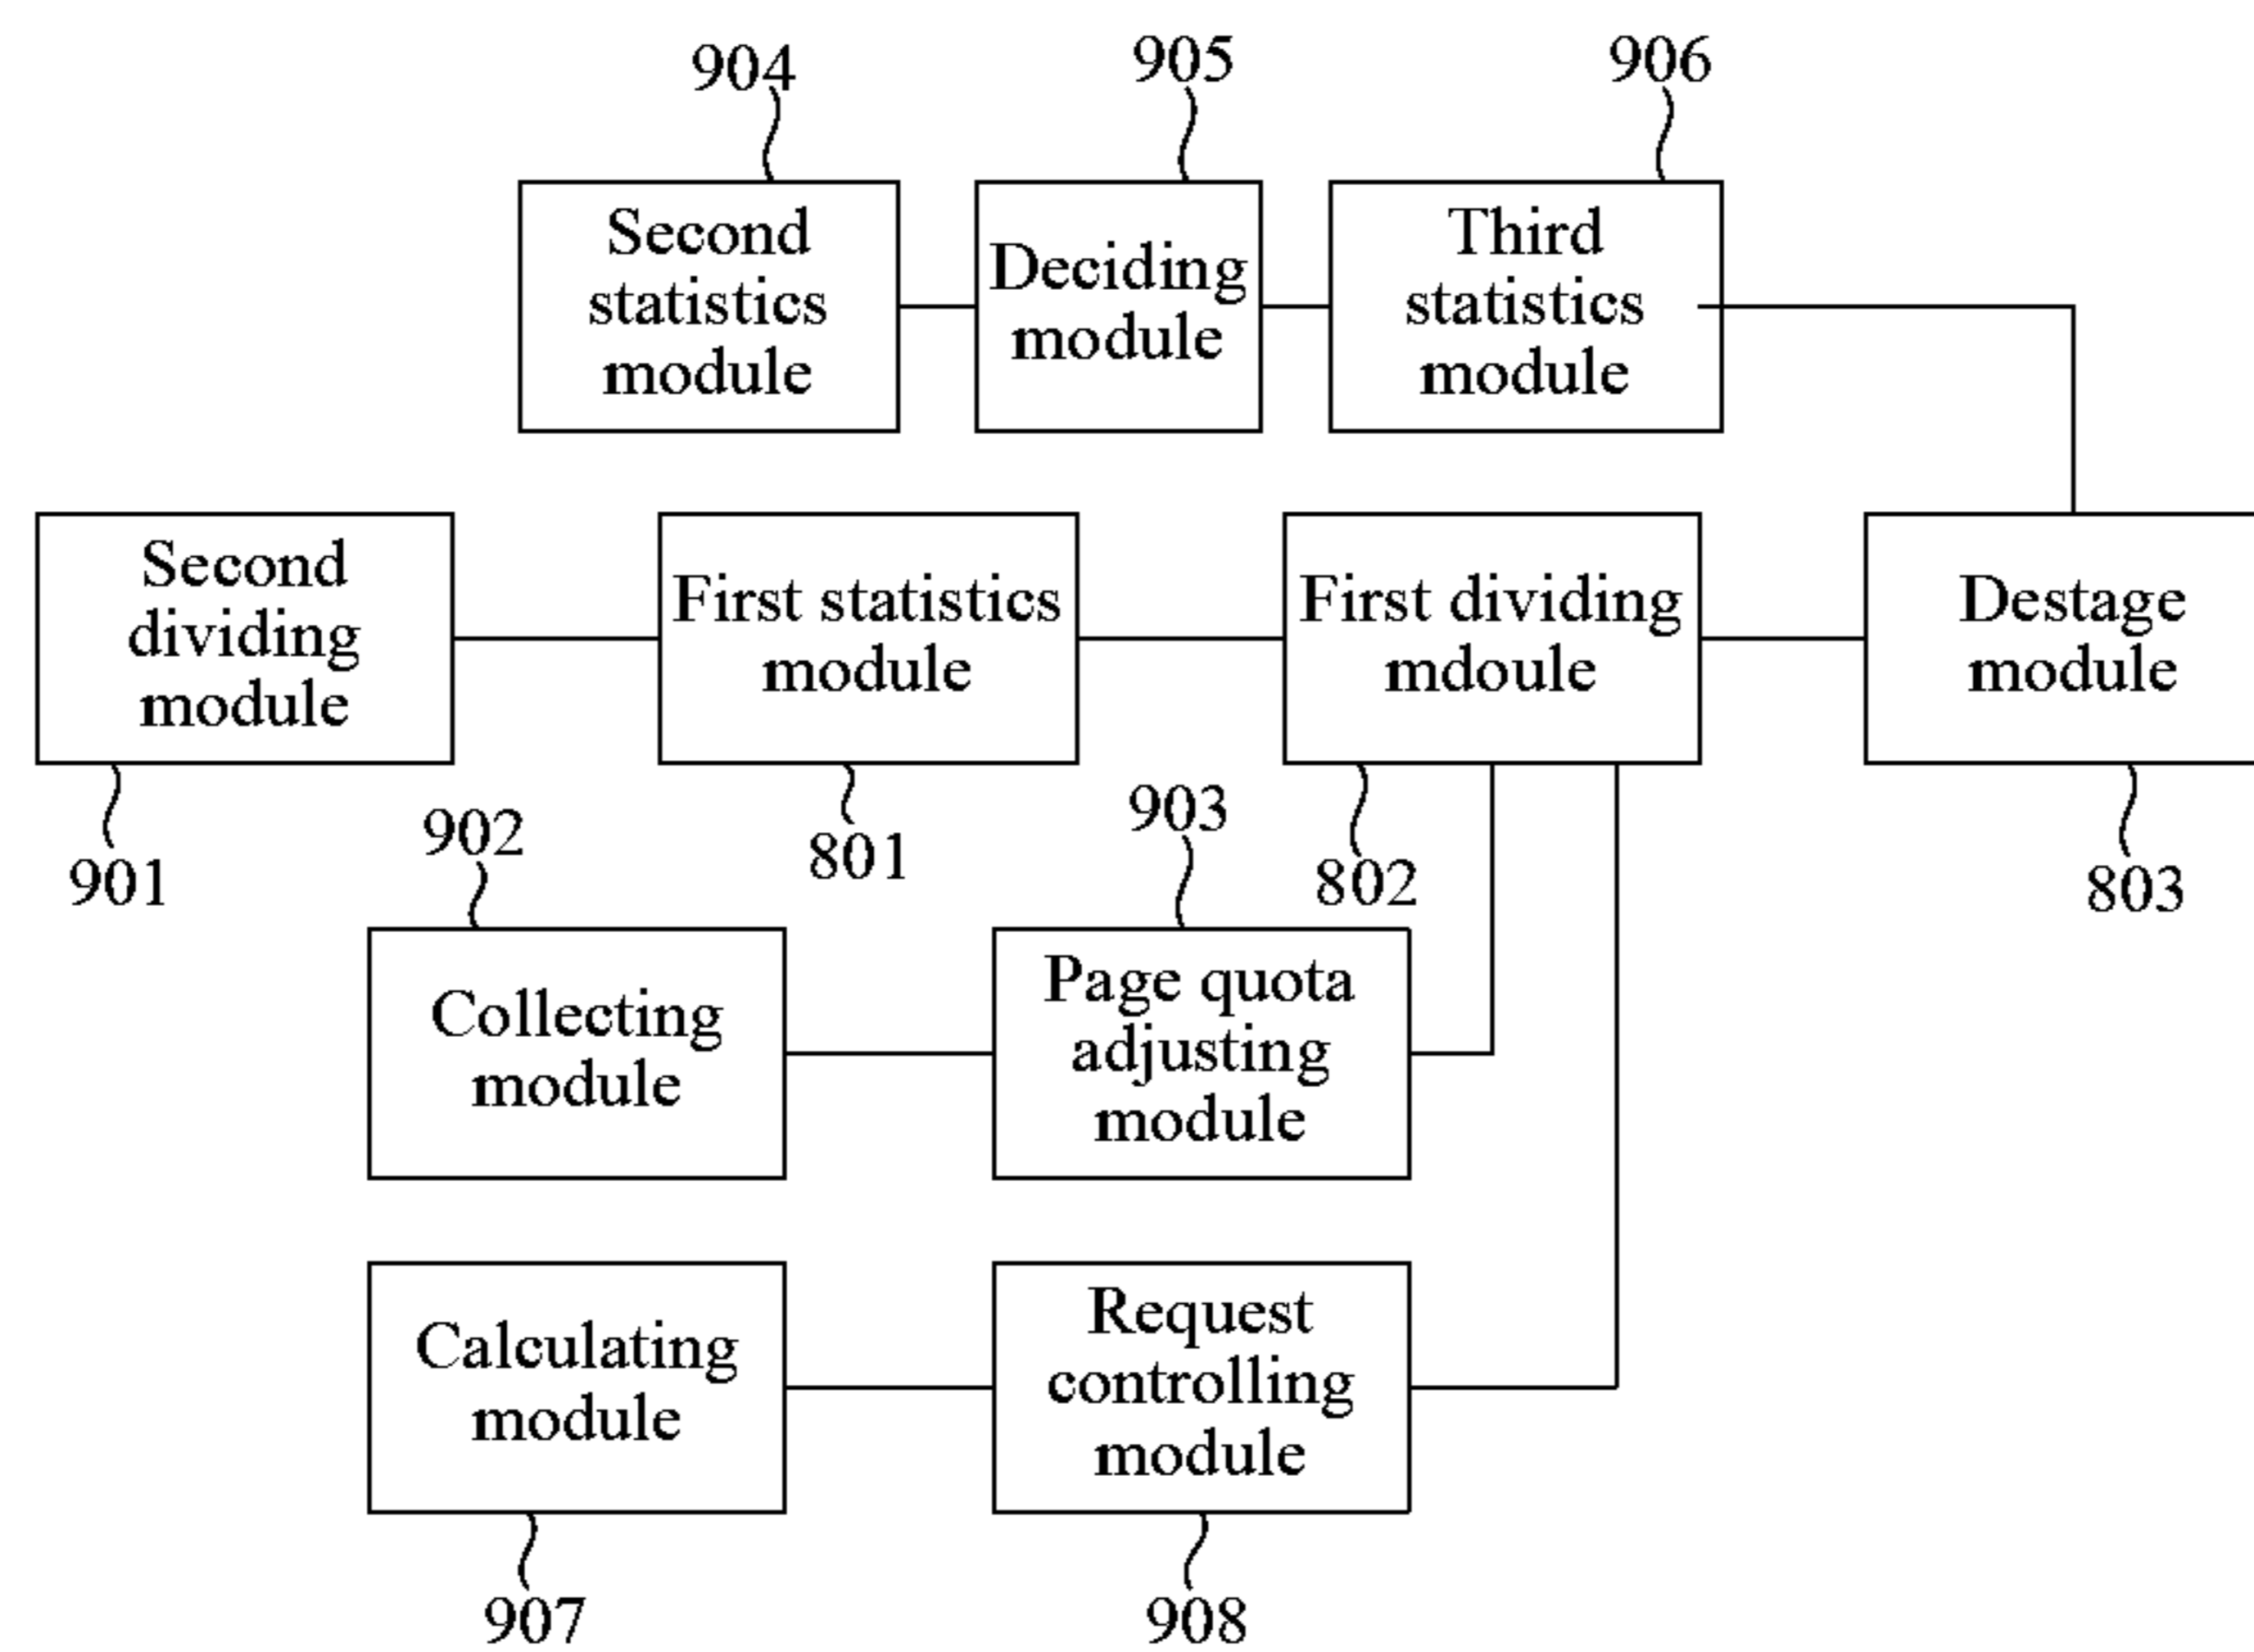 904
905
906
Second
statistics
module
Deciding
module
Third
statistics
module
Second
dividing
module
First statistics
module
First dividing
mdoule
Destage
module
901
902
801
903
802
803
Collecting
module
Page quota
adjusting
module
Calculating
module
Request
controlling
module
907
908